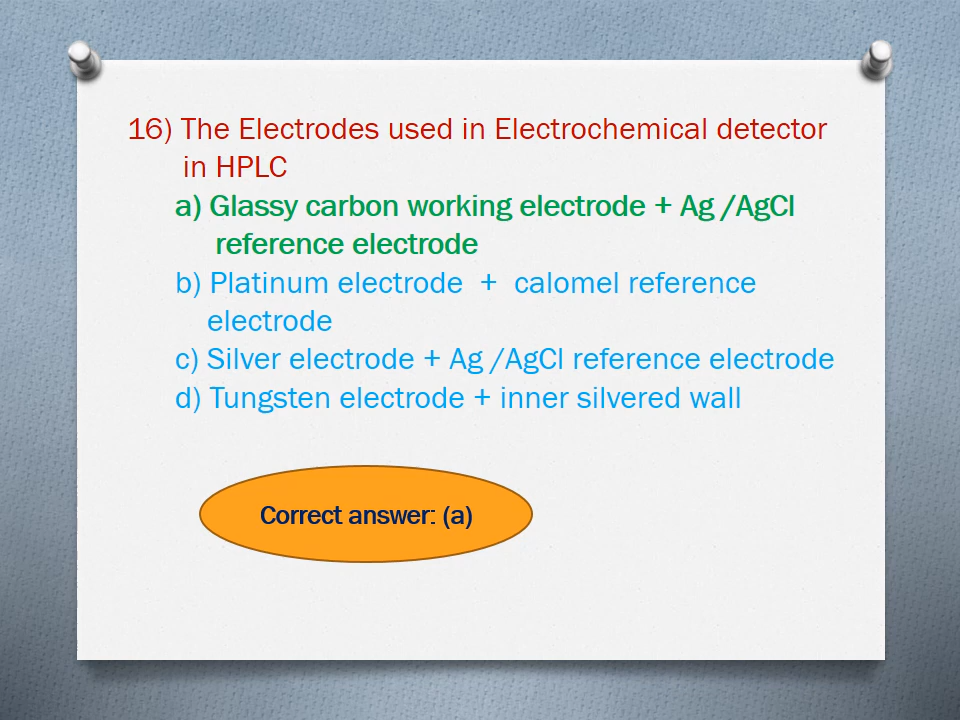 16) The Electrodes used in Electrochemical detector
in HPLC
a) Glassy carbon working electrode + Ag /AgCl
reference electrode
b) Platinum electrode + calomel reference
electrode
c) Silver electrode + Ag /AgCl reference electrode
d) Tungsten electrode + inner silvered wall
Correct answer: (a)